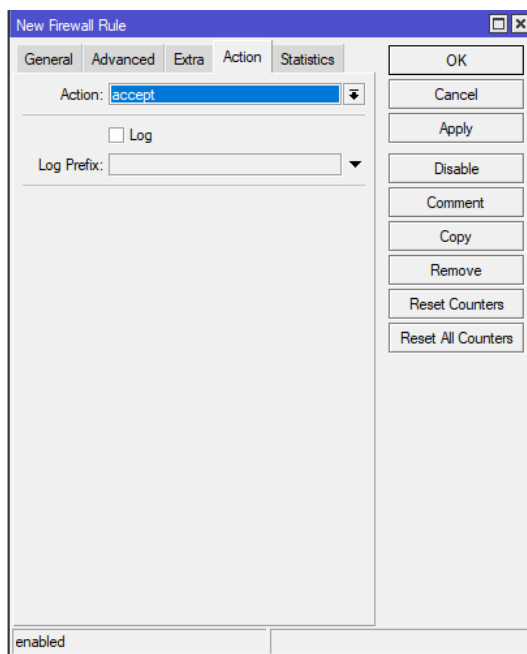 New Firewall Rule
General Advanced Extra Action Statistics
Action: accept
Log
Log Prefix:
OK
Cancel
Apply
Disable
Comment
Copy
Remove
Reset Counters
Reset All Counters
enabled